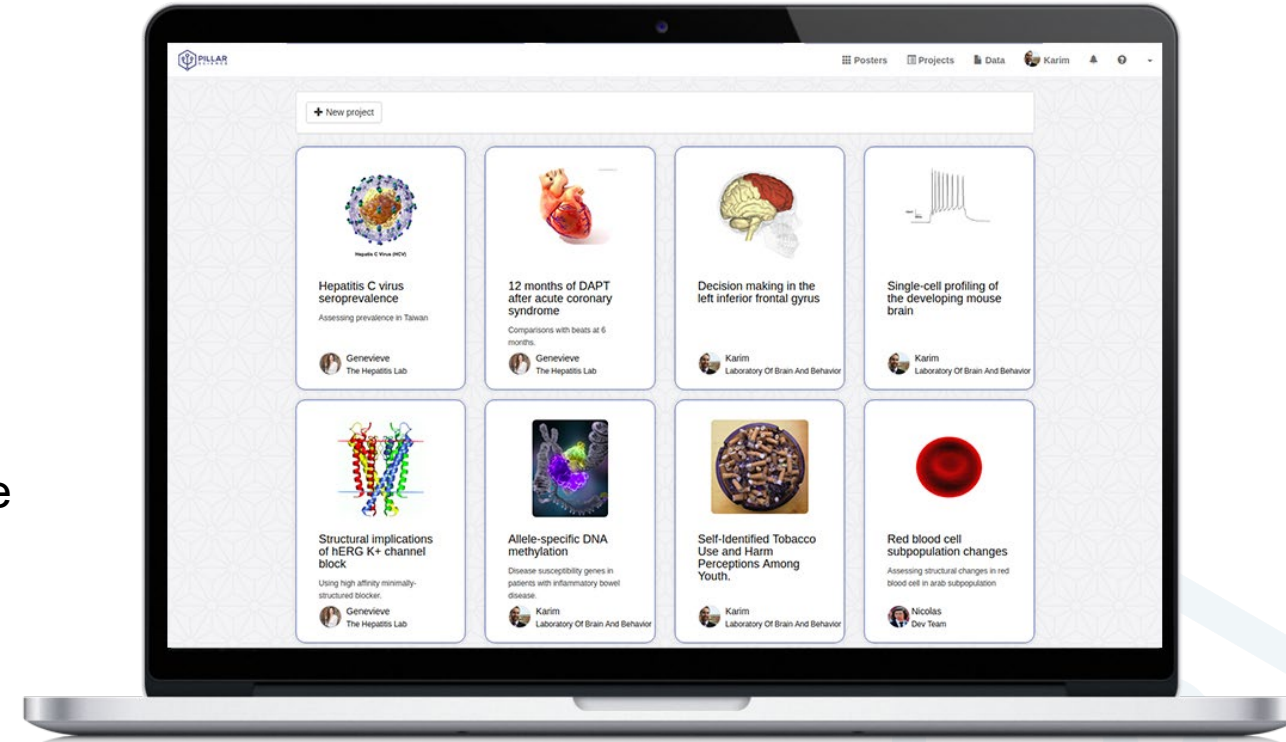 PILLAR
SCIENCE
Posters
Projects
Data
Karim
New project
Hepatis C Virus (HCV)
Hepatitis C virus
seroprevalence
Assessing prevalence in Taiwan
Genevieve
The Hepatitis Lab
12 months of DAPT
after acute coronary
syndrome
Comparisons with beats at 6
months.
Genevieve
The Hepatitis Lab
Decision making in the
left inferior frontal gyrus
Karim
Laboratory Of Brain And Behavior
Single-cell profiling of
the developing mouse
brain
Karim
Laboratory Of Brain And Behavior
e
Structural implications
of hERG K+ channel
block
Using high affinity minimally-
structured blocker.
Genevieve
The Hepatitis Lab
Allele-specific DNA
methylation
Disease susceptibility genes in
patients with inflammatory bowel
disease.
Karim
Laboratory Of Brain And Behavior
Self-Identified Tobacco
Use and Harm
Perceptions Among
Youth.
Karim
Laboratory Of Brain And Behavior
Red blood cell
subpopulation changes
Assessing structural changes in red
blood cell in arab subpopulation
Nicolas
Dev Team